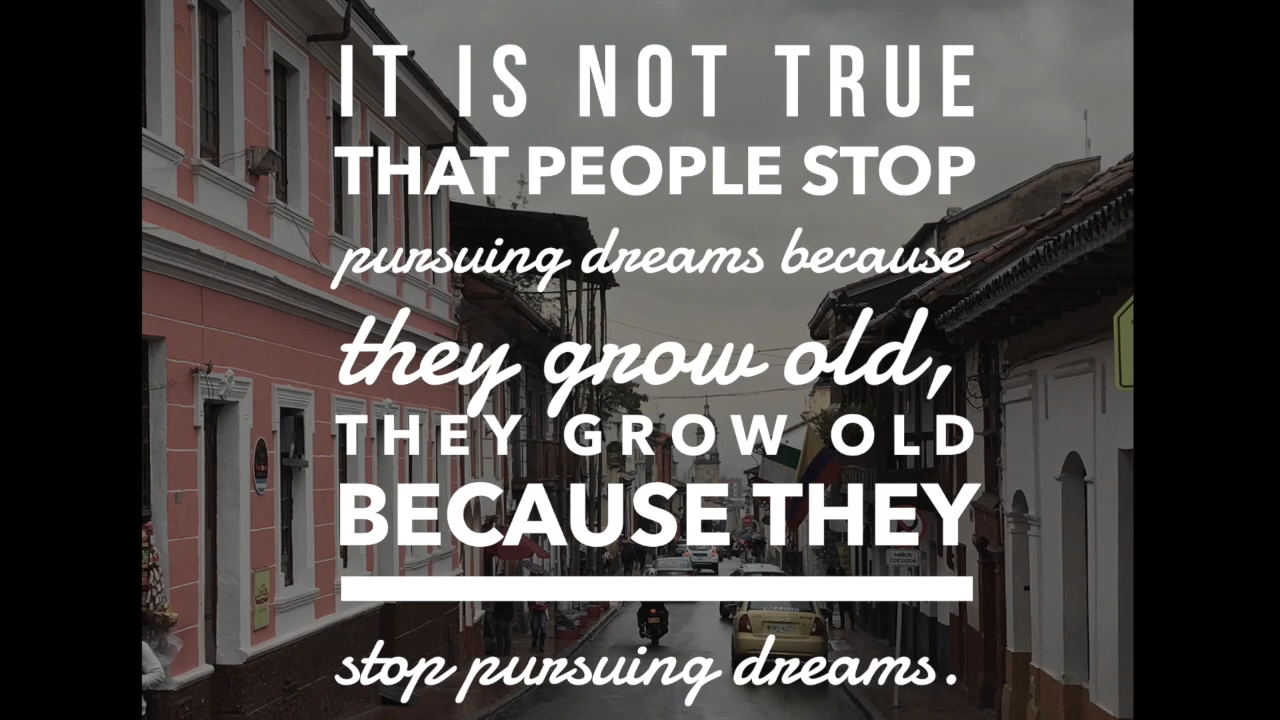 IT IS NOT TRUE
THAT PEOPLE STOP
pursuing dreams because
they grow old,
THEY GROW OLD
BECAUSE THEY
stop pursuing dreams.